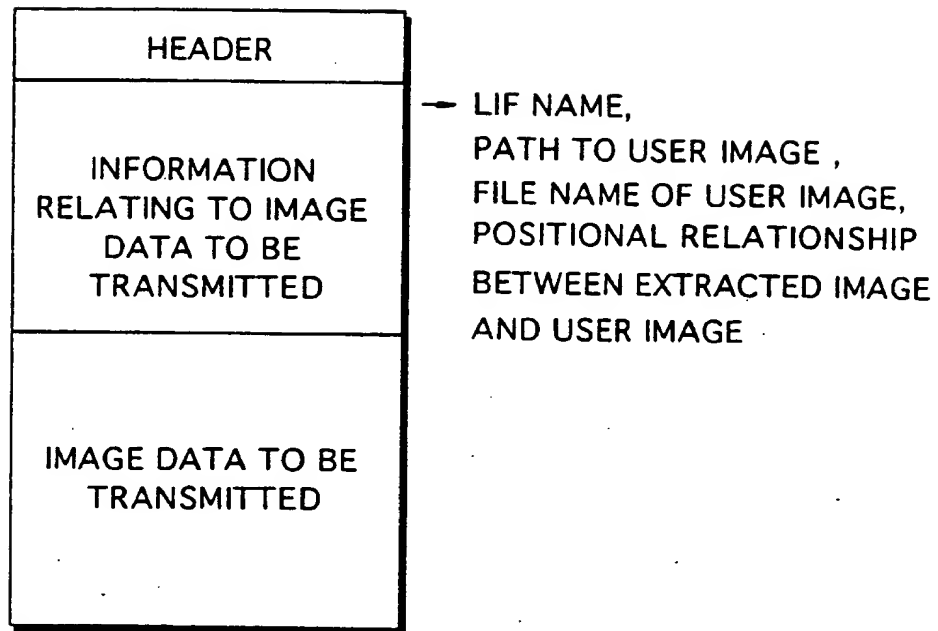 HEADER
INFORMATION
RELATING TO IMAGE
DATA TO BE
TRANSMITTED
LIF NAME,
PATH TO USER IMAGE ,
FILE NAME OF USER IMAGE,
POSITIONAL RELATIONSHIP
BETWEEN EXTRACTED IMAGE
AND USER IMAGE
IMAGE DATA TO BE
TRANSMITTED